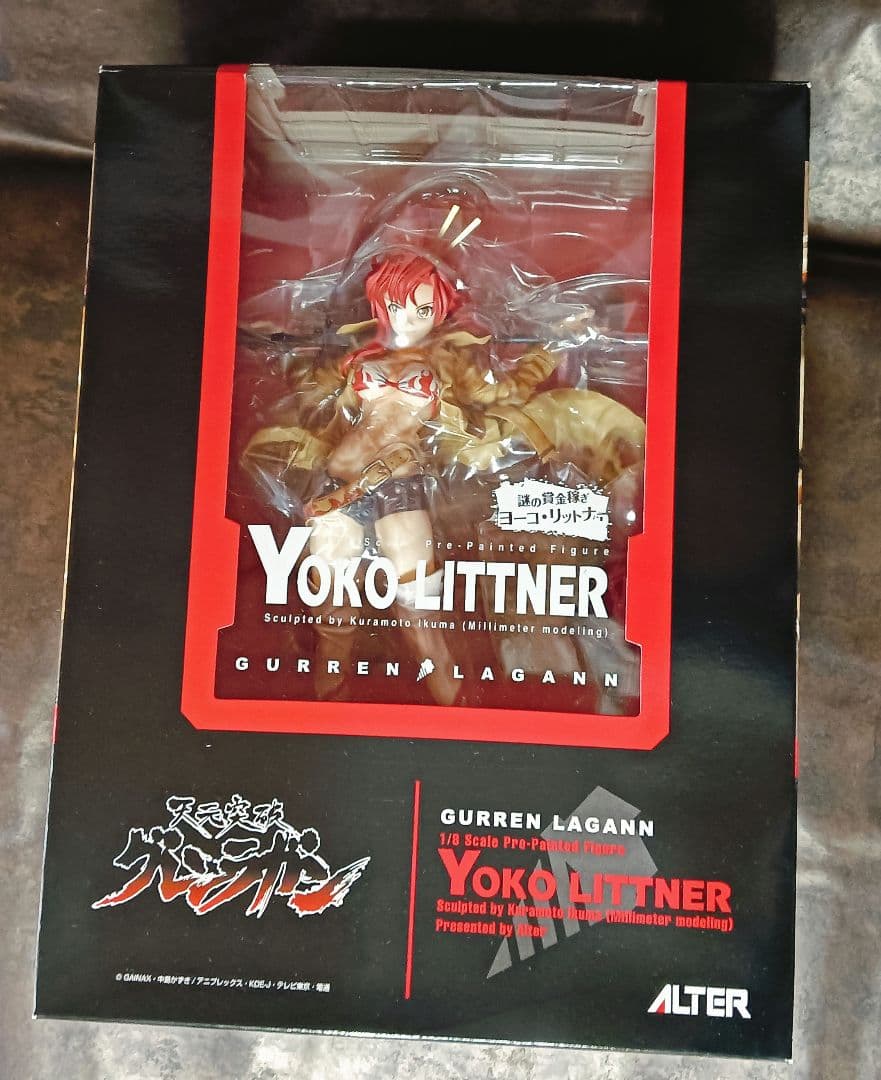 謎の賞金稼ぎ
ヨーコ・リットナー
Scale Pre-Painted Figure
YOKO LITTNER
Sculpted by Kuramoto Ikuma (Millimeter modeling)
GURREN LAGANN
天元突破
グレンラガン
© GAINAX・中島かずき/アニプレックス・KDE-J・テレビ東京・電通
GURREN LAGANN
1/8 Scale Pre-Painted Figure
YOKO LITTNER
Sculpted by Kuramoto Ikuma (Millimeter modeling)
Presented by Alter
ALTER